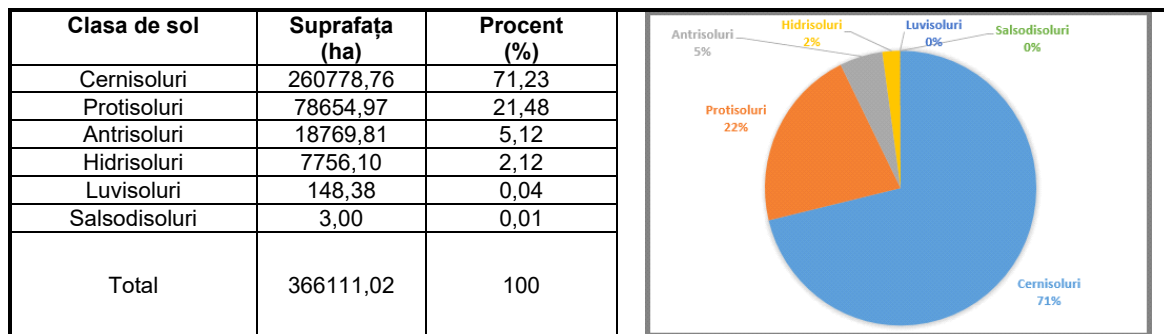 Clasa de sol Suprafața (ha) Procent (%)
Cernisoluri 260778,76 71,23
Protisoluri 78654,97 21,48
Antrisoluri 18769,81 5,12
Hidrisoluri 7756,10 2,12
Luvisoluri 148,38 0,04
Salsodisoluri 3,00 0,01
Total 366111,02 100
Antrisoluri
5%
Hidrisoluri
2%
Luvisoluri
0%
Salsodisoluri
0%
Protisoluri
22%
Cernisoluri
71%